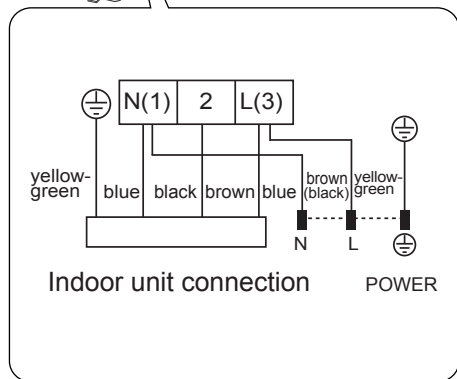 N(1) 2 L(3)
yellow-
green
blue
black
brown
blue
brown
(black)
yellow-
green
N
L
Indoor unit connection
POWER